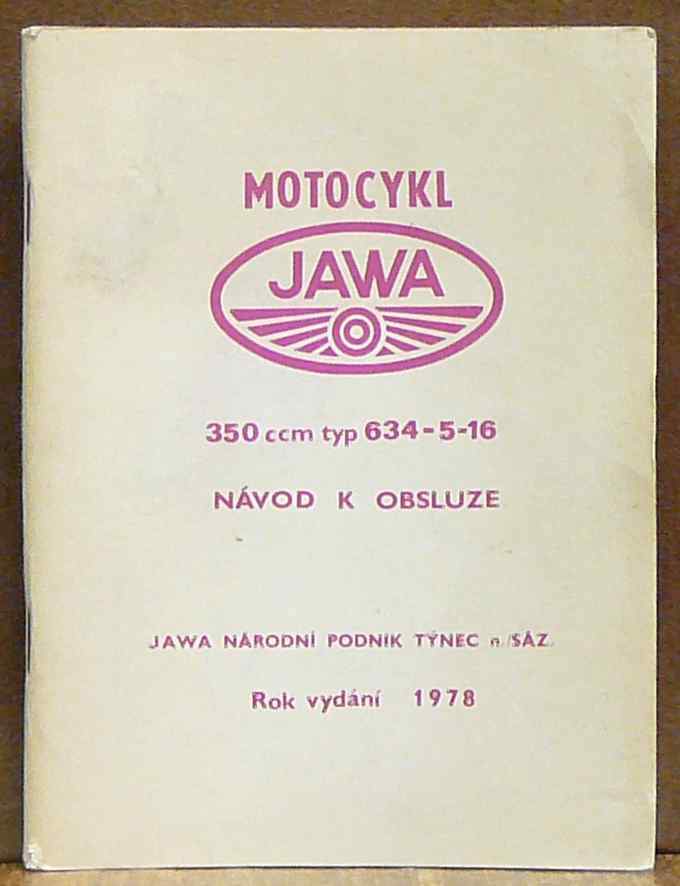 MOTOCYKL
JAWA
350 ccm typ 634-5-16
NÁVOD K OBSLUZE
JAWA NÁRODNÍ PODNIK TÝNEC n./SÁZ.
Rok vydání 1978